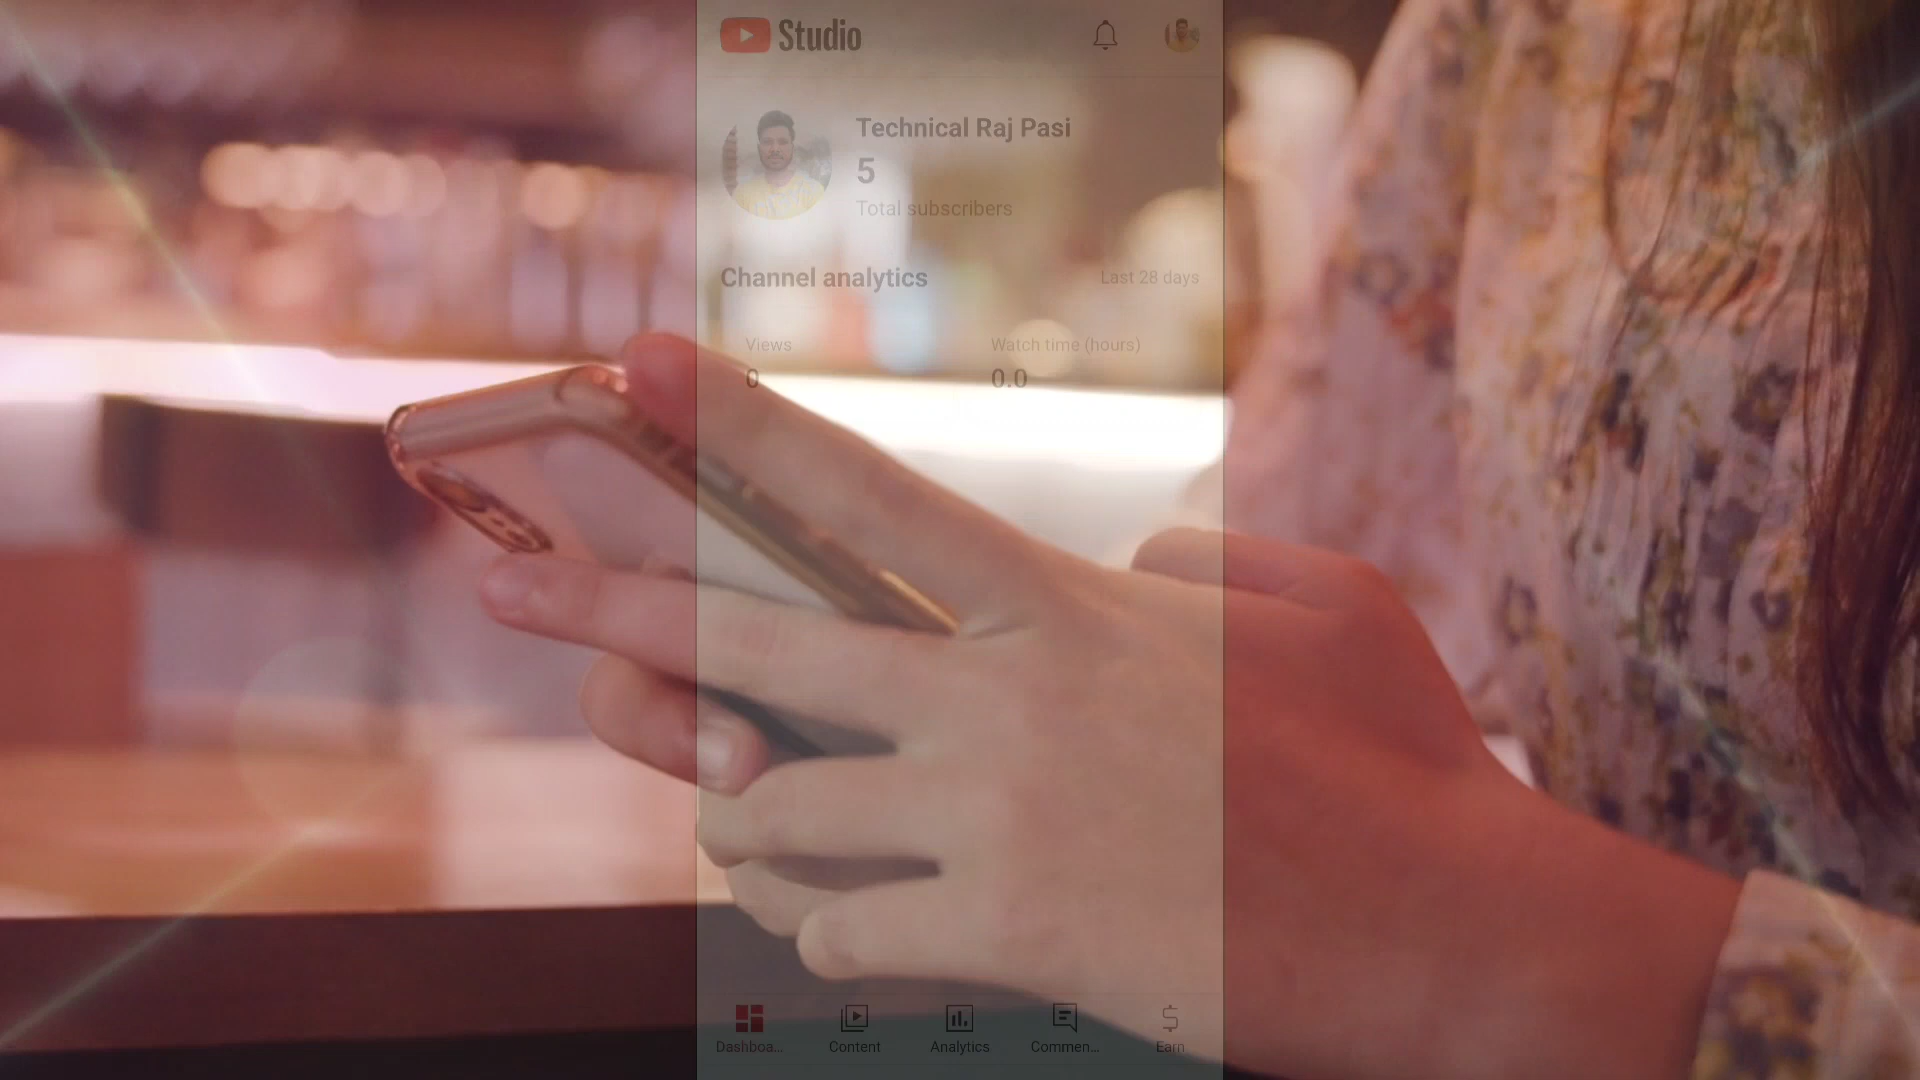 Studio
Technical Raj Pasi
5
Total subscribers
Channel analytics
Last 28 days
Views
Watch time (hours)
0
0.0
Dashboa...
Content
Analytics
Commen...
Earn